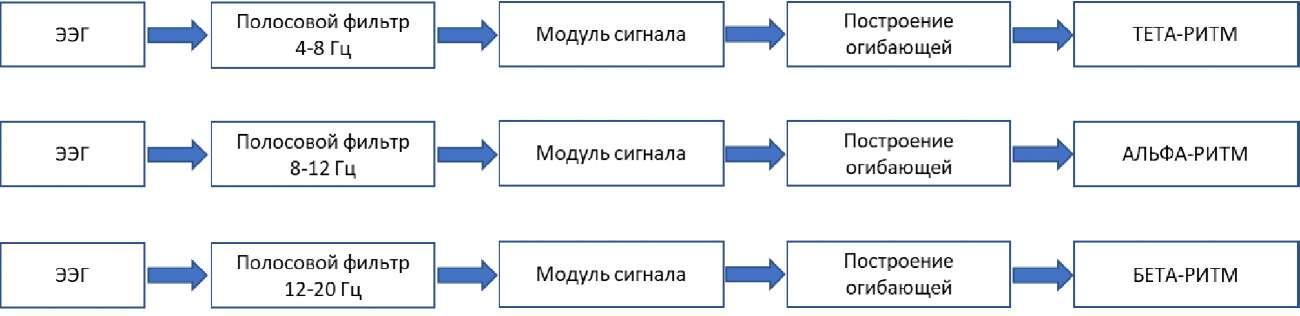 ЭЭГ
Полосовой фильтр
4-8 Гц
Модуль сигнала
Построение
огибающей
ТЕТА-РИТМ
ЭЭГ
Полосовой фильтр
8-12 Гц
Модуль сигнала
Построение
огибающей
АЛЬФА-РИТМ
ЭЭГ
Полосовой фильтр
12-20 Гц
Модуль сигнала
Построение
огибающей
БЕТА-РИТМ